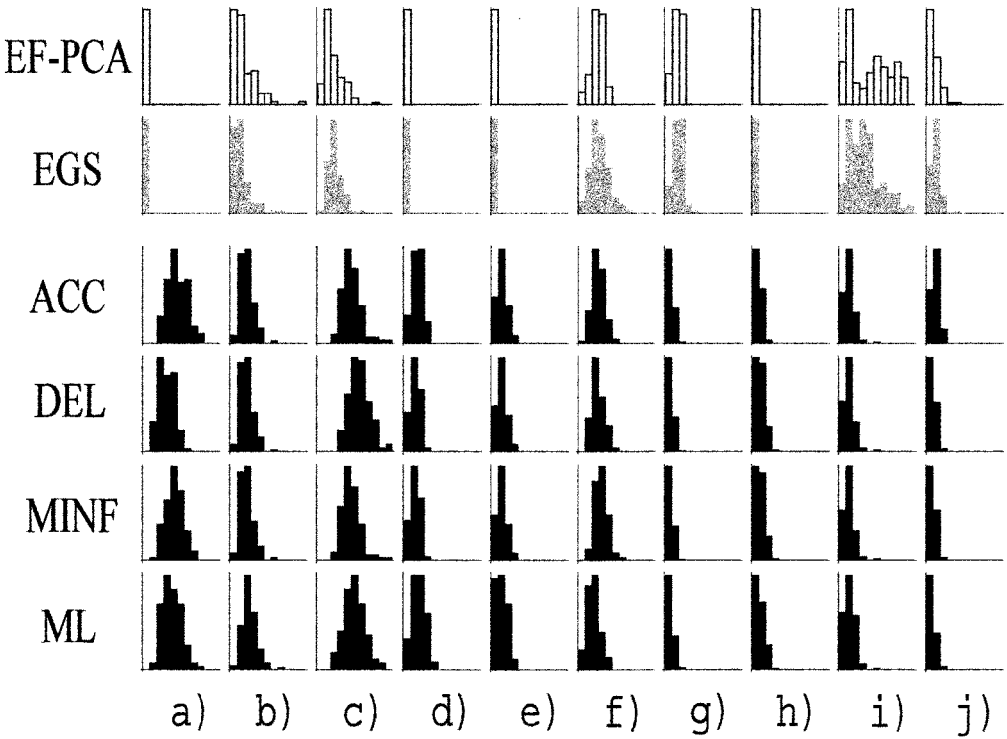 EF-PCA
EGS
ACC
DEL
MINF
ML
a) b) c) d) e) f) g) h) i) j)